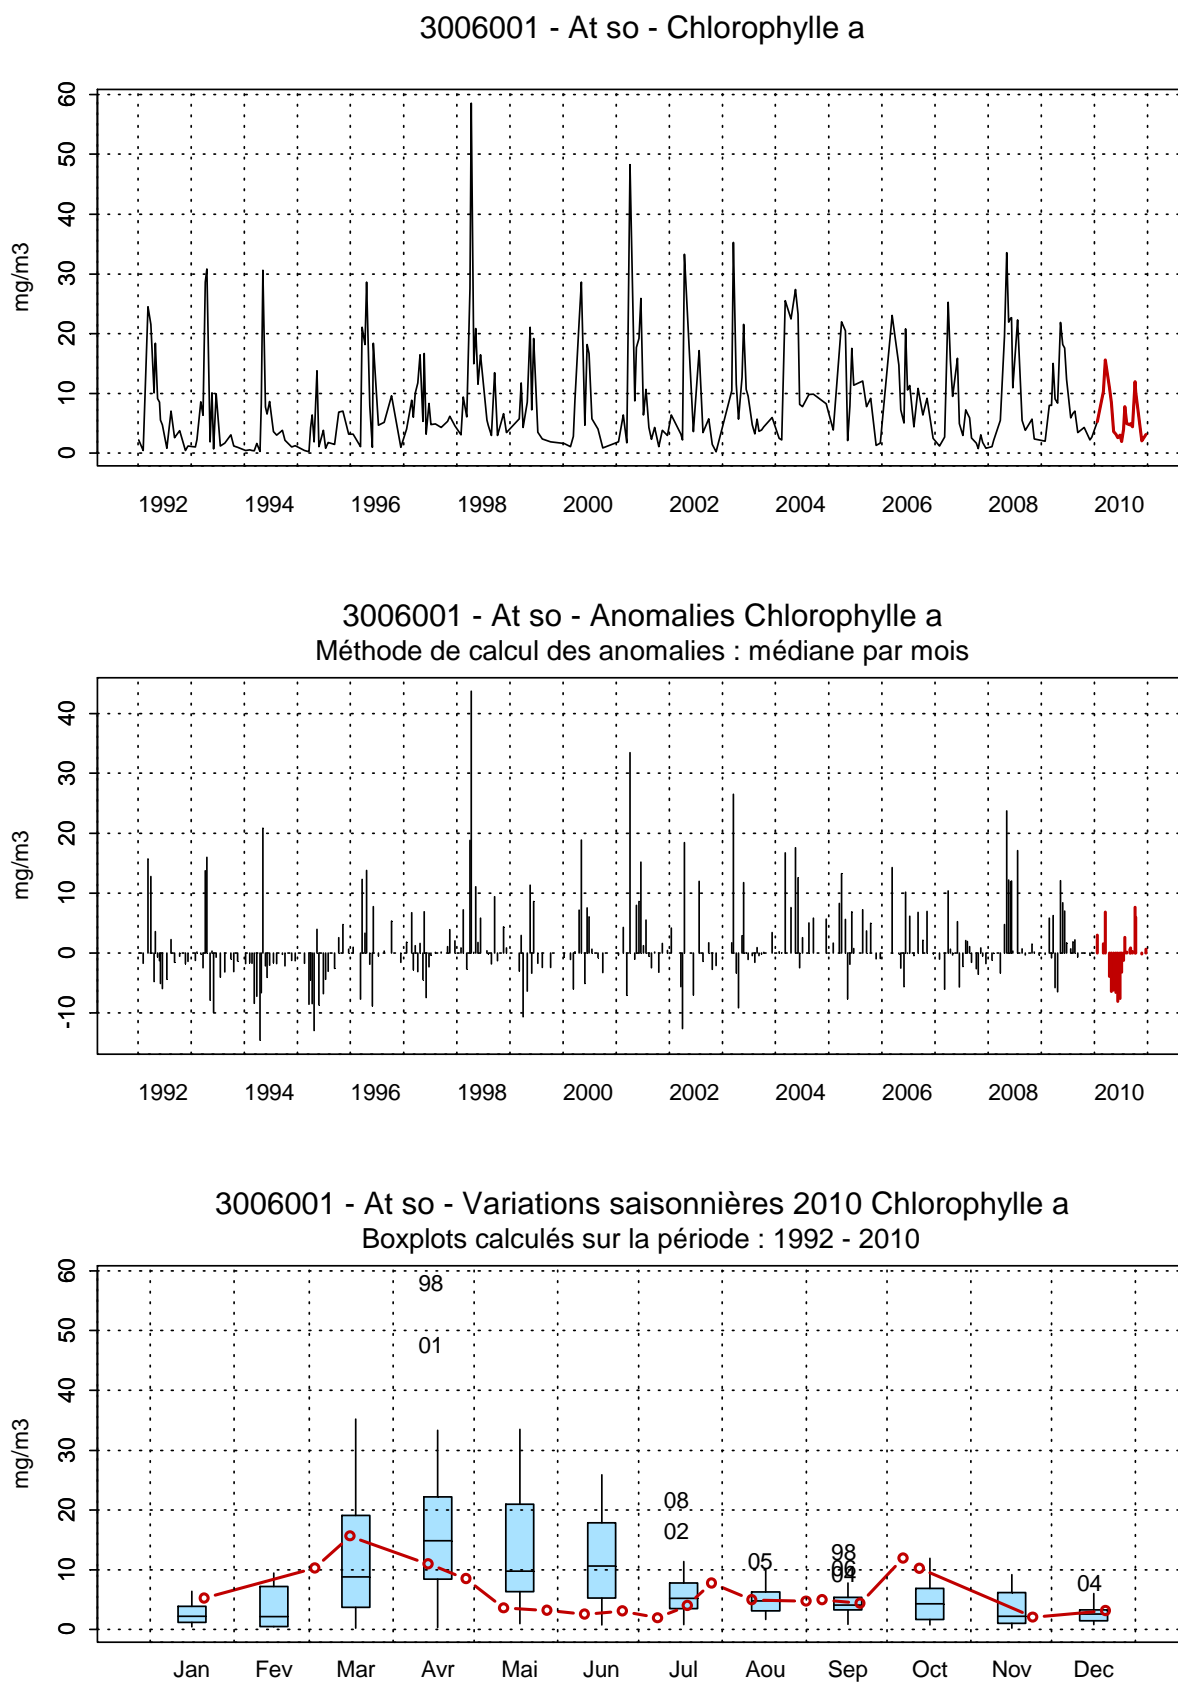 3006001 - At so - Chlorophylle a
60
50
40
30
20
10
0
mg/m3
1992 1994 1996 1998 2000 2002 2004 2006 2008 2010
3006001 - At so - Anomalies Chlorophylle a
Méthode de calcul des anomalies : médiane par mois
40
30
20
10
0
-10
mg/m3
1992 1994 1996 1998 2000 2002 2004 2006 2008 2010
3006001 - At so - Variations saisonnières 2010 Chlorophylle a
Boxplots calculés sur la période : 1992 - 2010
60
50
40
30
20
10
0
mg/m3
98
01
08
02
05
98
06
04
04
Jan Fev Mar Avr Mai Jun Jul Aou Sep Oct Nov Dec